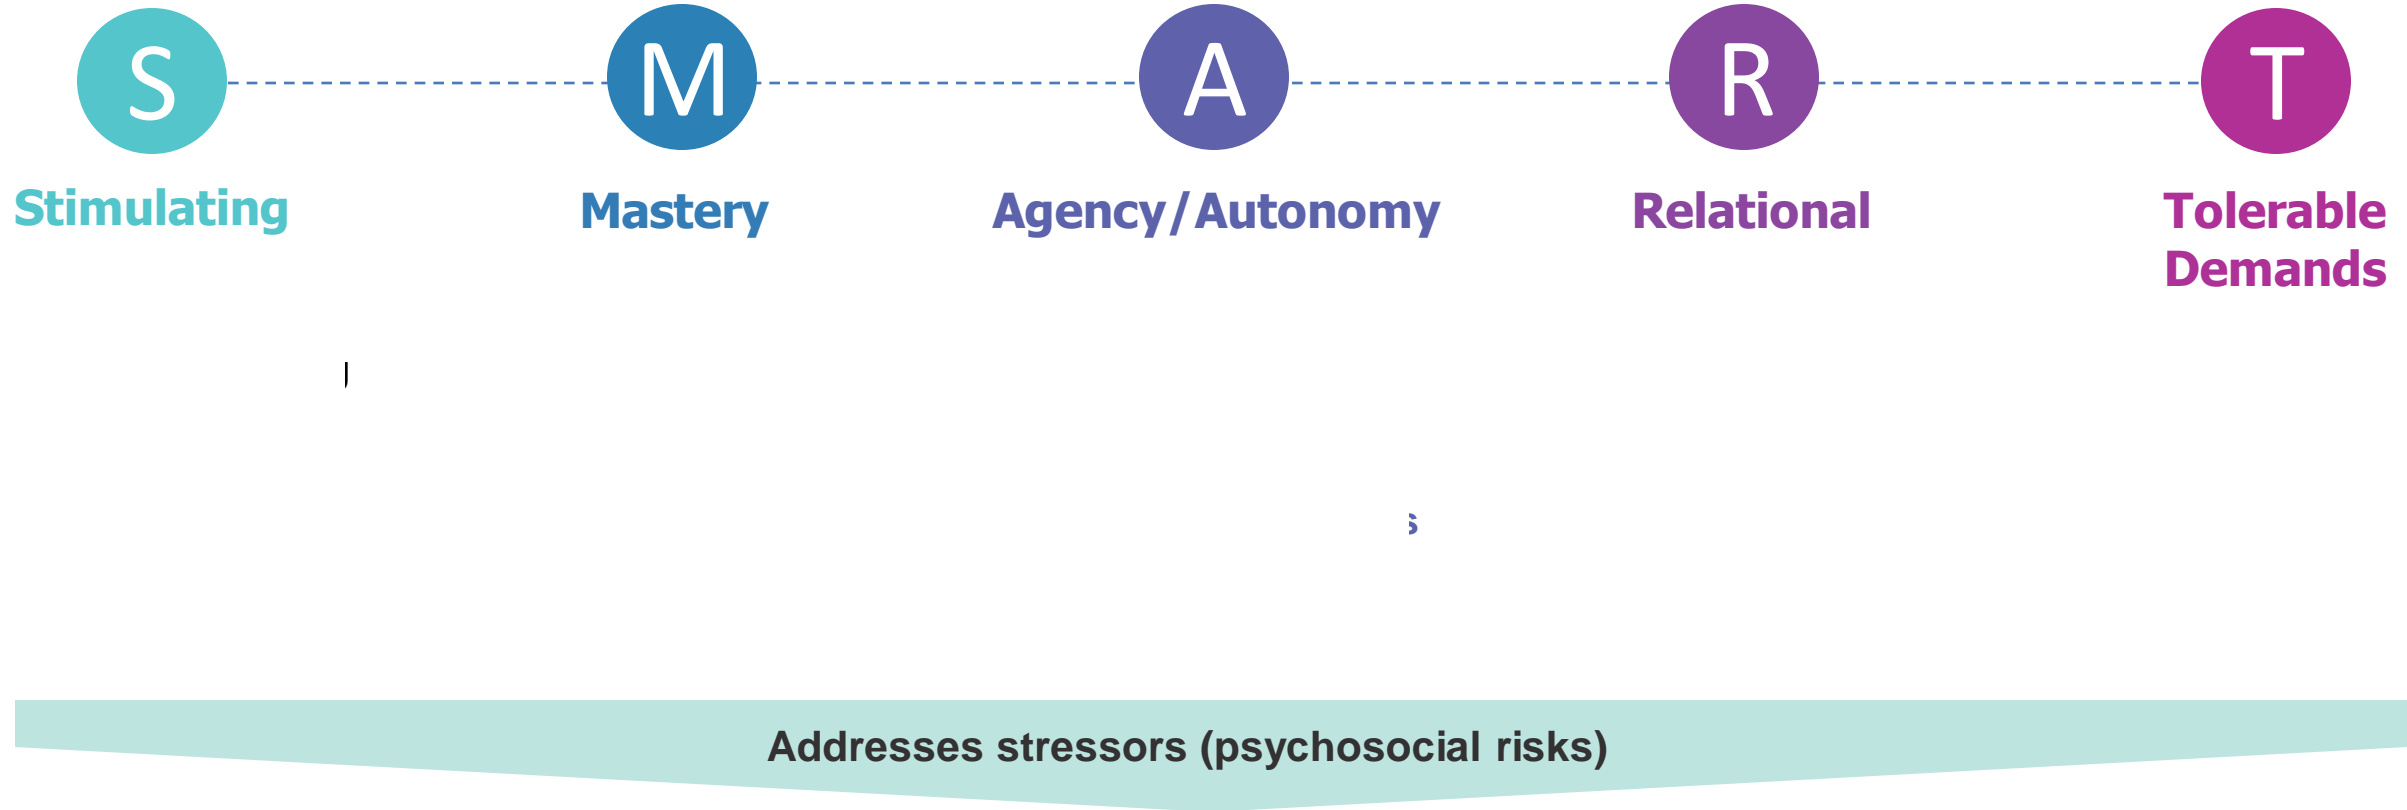 S M A R T
Stimulating Mastery Agency/Autonomy Relational Tolerable
Demands
s
Addresses stressors (psychosocial risks)